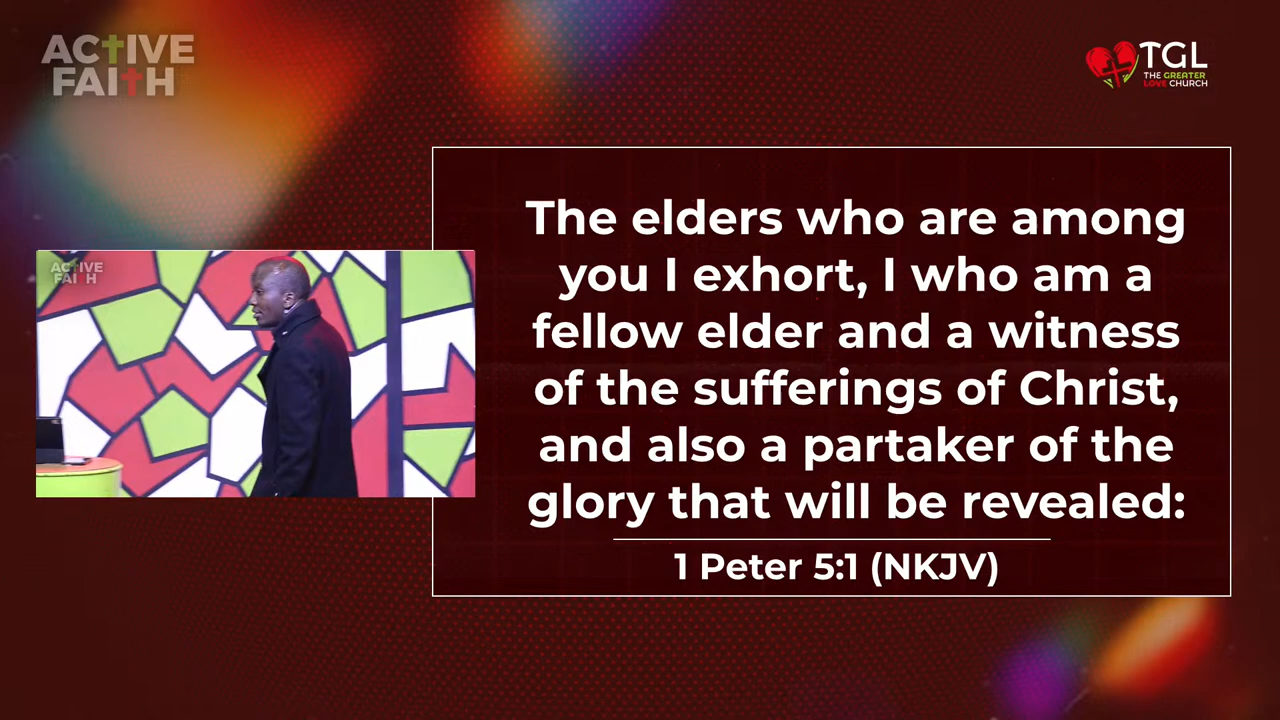 ACTIVE
FAITH
TGL
THE GREATER
LOVE CHURCH
The elders who are among
you I exhort, I who am a
fellow elder and a witness
of the sufferings of Christ,
and also a partaker of the
glory that will be revealed:
1 Peter 5:1 (NKJV)
ACTIVE
FAITH